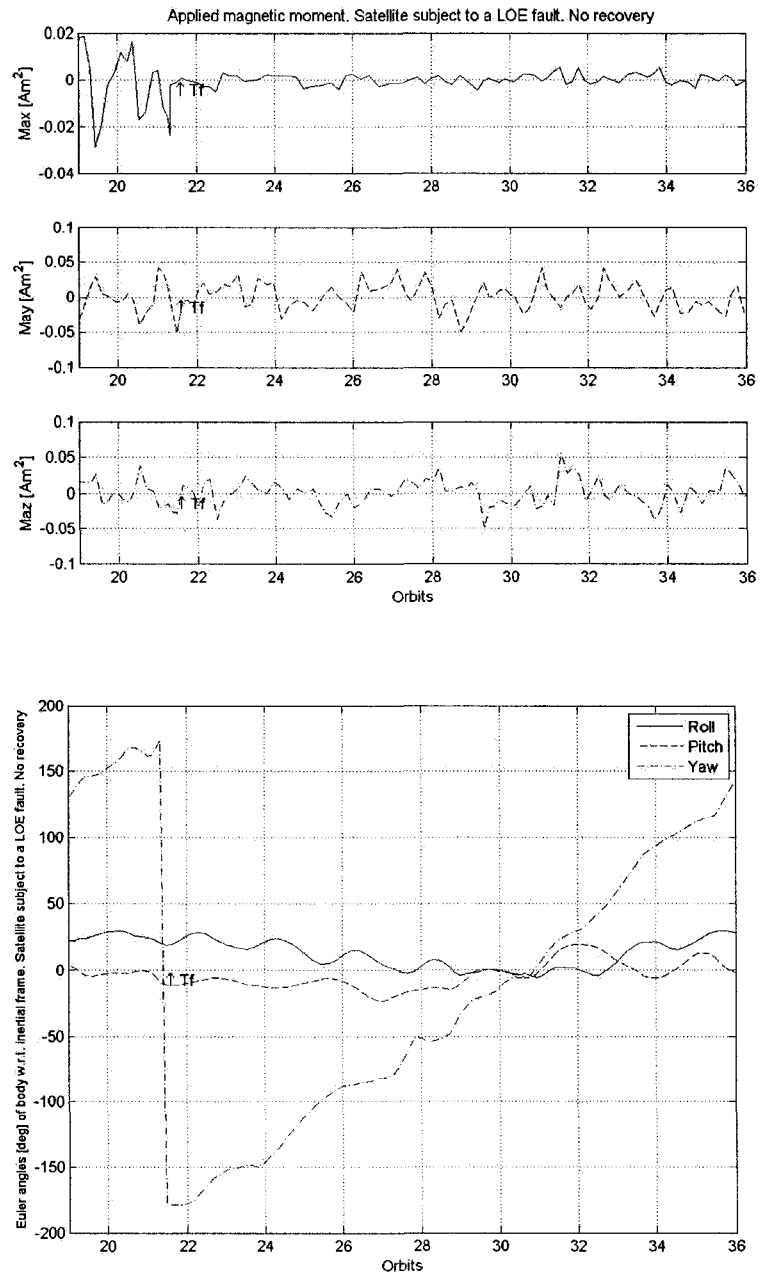 Applied magnetic moment. Satellite subject to a LOE fault. No recovery
Max [Am²]
0.02
0
-0.02
-0.04
↑ Tf
20 22 24 26 28 30 32 34 36
May [Am²]
0.1
0.05
0
-0.05
-0.1
↑ Tf
20 22 24 26 28 30 32 34 36
Maz [Am²]
0.1
0.05
0
-0.05
-0.1
↑ Tf
20 22 24 26 28 30 32 34 36
Orbits
Euler angles [deg] of body w.r.t. inertial frame. Satellite subject to a LOE fault. No recovery
200
150
100
50
0
-50
-100
-150
-200
Roll
Pitch
Yaw
↑ Tf
20 22 24 26 28 30 32 34 36
Orbits